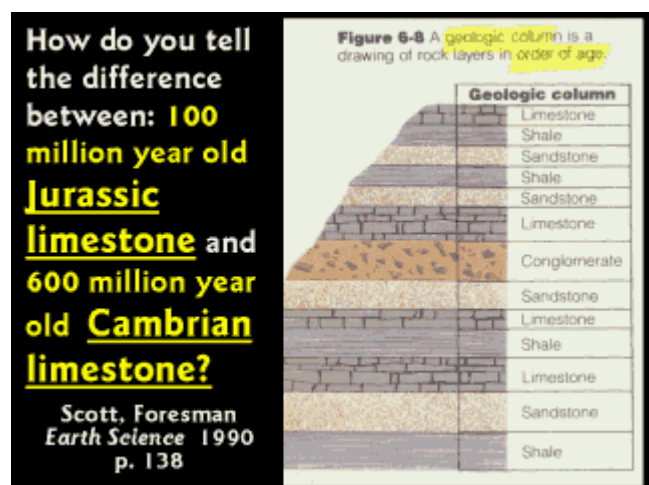 How do you tell
the difference
between: 100
million year old
Jurassic
limestone and
600 million year
old Cambrian
limestone?
Scott, Foresman
Earth Science 1990
p. 138
Figure 6-8 A geologic column is a
drawing of rock layers in order of age.
Geologic column
Limestone
Shale
Sandstone
Shale
Sandstone
Limestone
Conglomerate
Sandstone
Limestone
Shale
Limestone
Sandstone
Shale